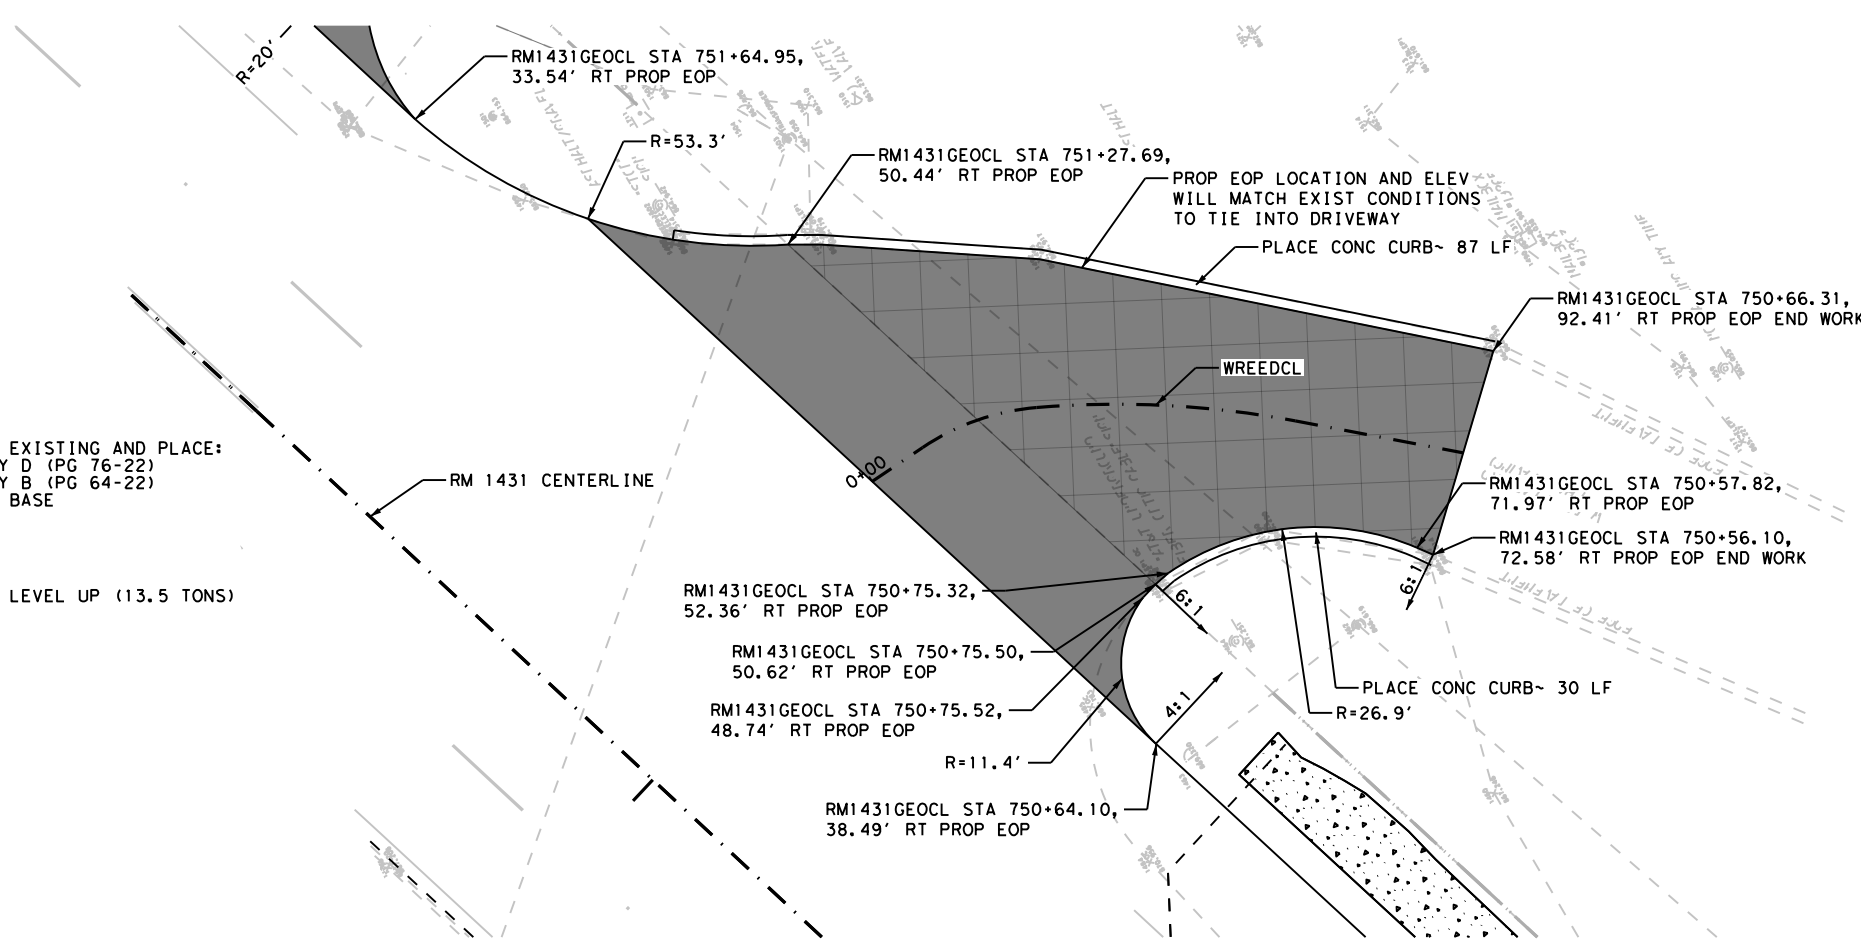 R=20'
RM1431GEOCL STA 751+64.95,
33.54' RT PROP EOP
R=53.3'
RM1431GEOCL STA 751+27.69,
50.44' RT PROP EOP
PROP EOP LOCATION AND ELEV
WILL MATCH EXIST CONDITIONS
TO TIE INTO DRIVEWAY
PLACE CONC CURB~ 87 LF
RM1431GEOCL STA 750+66.31,
92.41' RT PROP EOP END WORK
WREEDCL
EXISTING AND PLACE:
Y D (PG 76-22)
Y B (PG 64-22)
BASE
0+00
RM 1431 CENTERLINE
RM1431GEOCL STA 750+57.82,
71.97' RT PROP EOP
RM1431GEOCL STA 750+56.10,
72.58' RT PROP EOP END WORK
6:1
LEVEL UP (13.5 TONS)
RM1431GEOCL STA 750+75.32,
52.36' RT PROP EOP
6:1
RM1431GEOCL STA 750+75.50,
50.62' RT PROP EOP
PLACE CONC CURB~ 30 LF
R=26.9'
4:1
RM1431GEOCL STA 750+75.52,
48.74' RT PROP EOP
R=11.4'
RM1431GEOCL STA 750+64.10,
38.49' RT PROP EOP